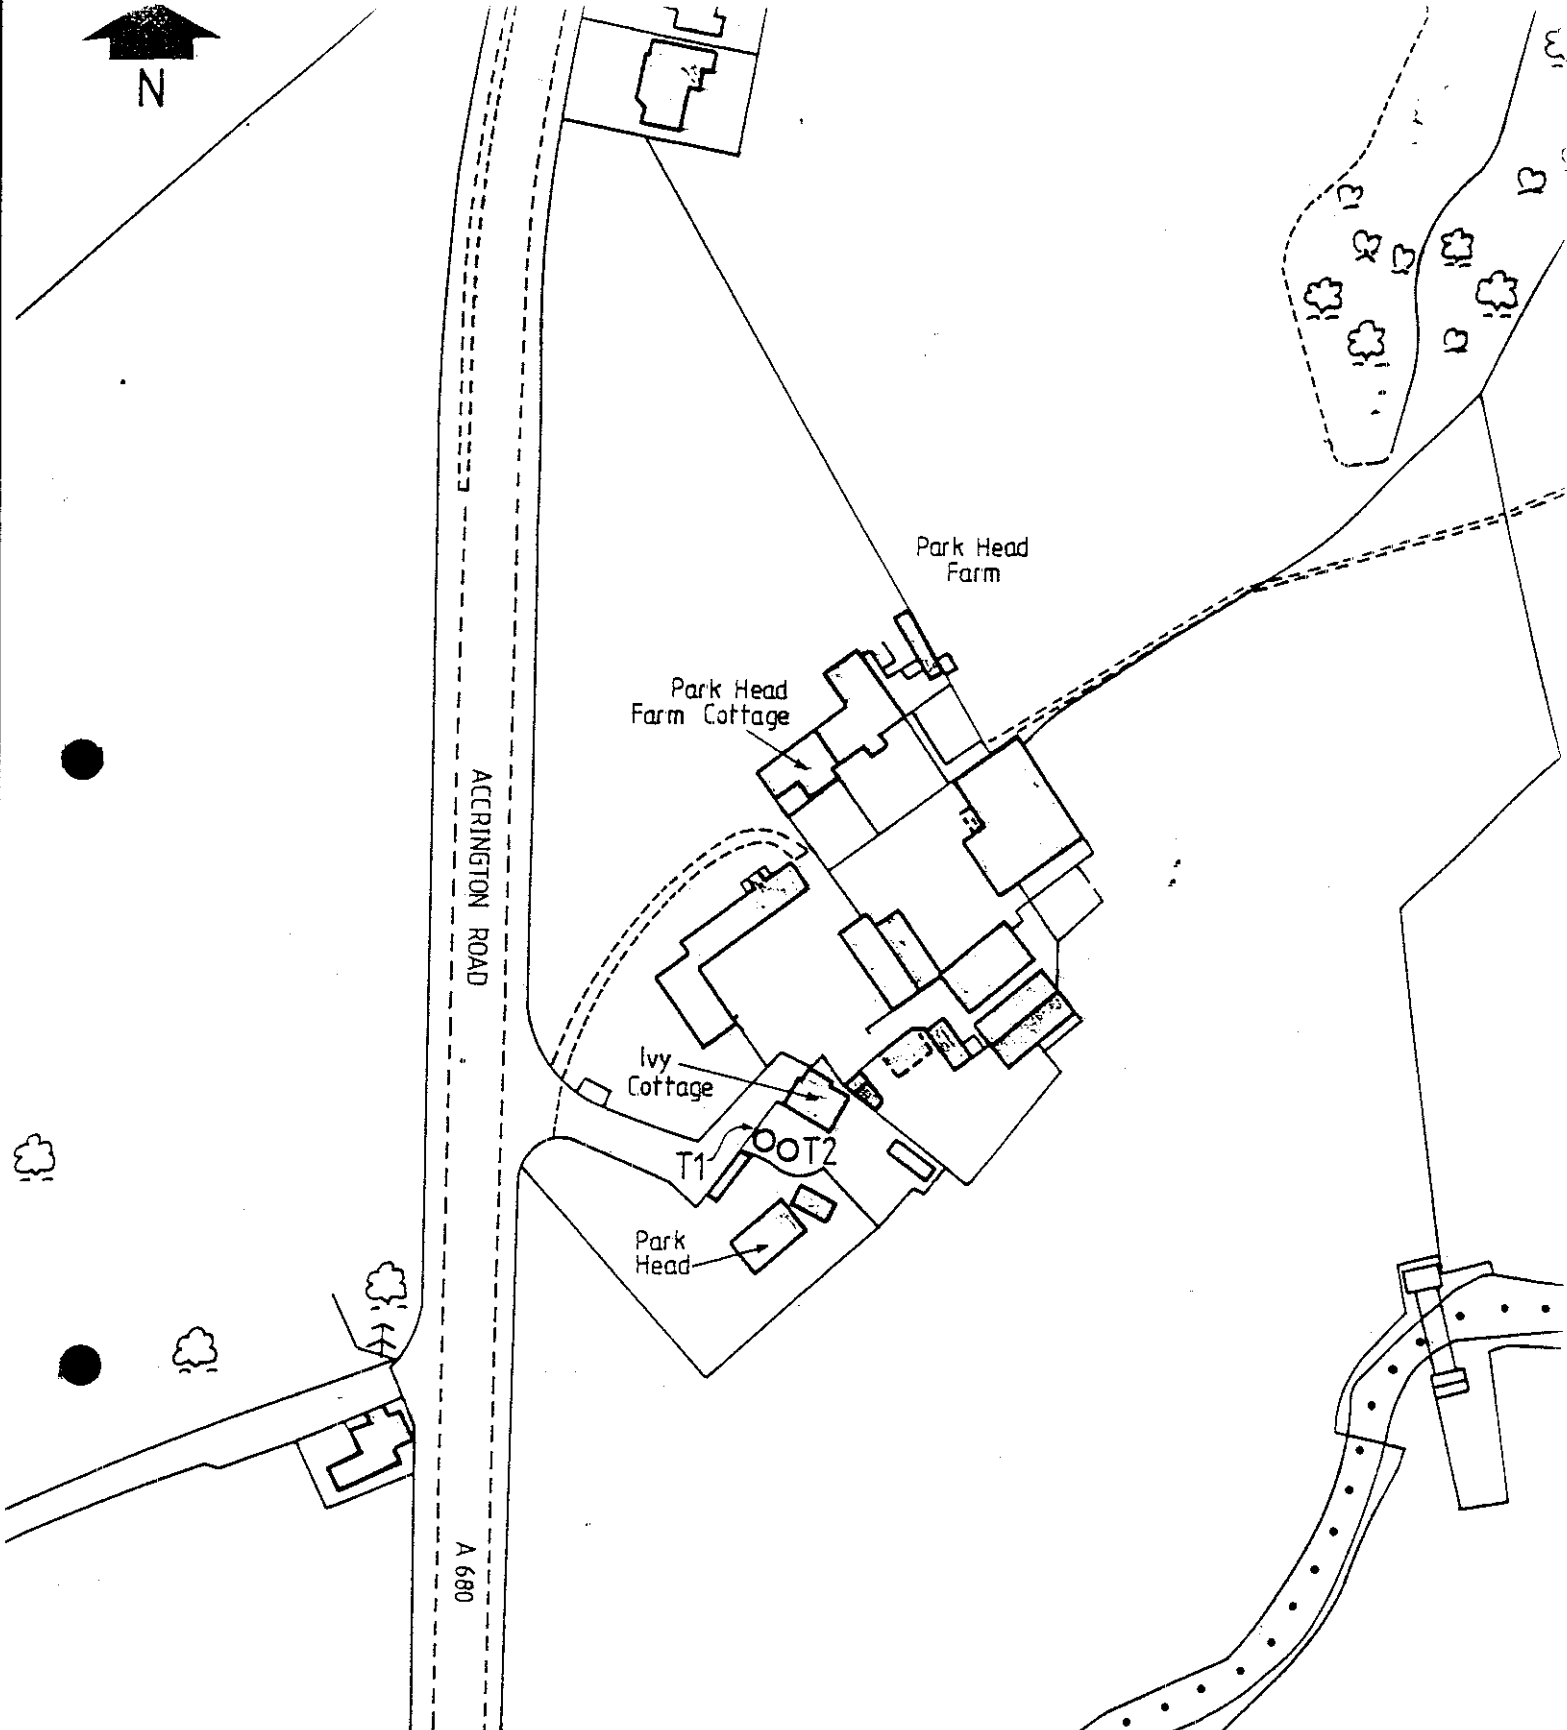 N
Park Head
Farm
Park Head
Farm Cottage
ACCRINGTON ROAD
Ivy
Cottage
T1
T2
Park
Head
A 680